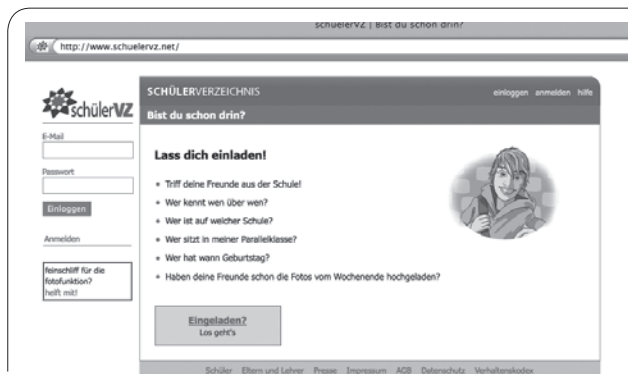 schuelerVZ | Bist du schon drin?
http://www.schuelervz.net/
schülerVZ
E-Mail
Passwort
Einloggen
Anmelden
feinschliff für die
fotofunktion?
helft mit!
SCHÜLERVERZEICHNIS
einloggen anmelden hilfe
Bist du schon drin?
Lass dich einladen!
Triff deine Freunde aus der Schule!
Wer kennt wen über wen?
Wer ist auf welcher Schule?
Wer sitzt in meiner Parallelklasse?
Wer hat wann Geburtstag?
Haben deine Freunde schon die Fotos vom Wochenende hochgeladen?
Eingeladen?
Los geht's
Schüler Eltern und Lehrer Presse Impressum AGB Datenschutz Verhaltenskodex